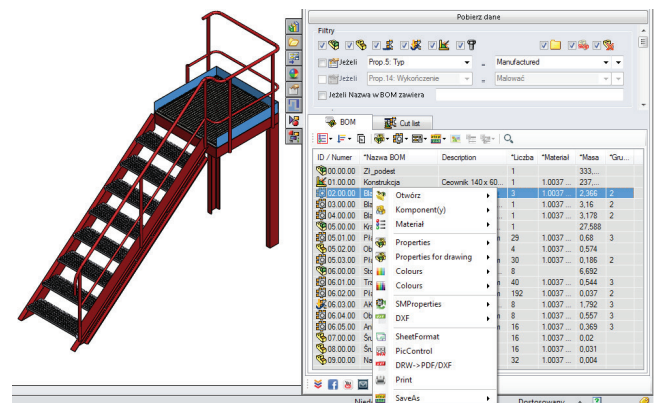 Pobierz dane
Filtry
Jeżeli Prop.5: Typ = Manufactured
Jeżeli Prop.14: Wykończenie = Malować
Jeżeli Nazwa w BOM zawiera
BOM Cut list
ID / Numer *Nazwa BOM Description *Liczba *Materiał *Masa *Gru...
00.00.00 ZI_podest 1 333,...
01.00.00 Konstrukcja Ceownik 140 x 60... 1 1.0037 ... 237,...
02.00.00 3 1.0037 ... 2,366 2
03.00.00 1 1.0037 ... 3,16 2
04.00.00 1 1.0037 ... 3,178 2
05.00.00 1 27,588
05.01.00 29 1.0037 ... 0,68 3
05.02.00 4 1.0037 ... 0,574
05.03.00 30 1.0037 ... 0,186 2
06.00.00 8 6,692
06.01.00 40 1.0037 ... 0,544 3
06.02.00 192 1.0037 ... 0,037 2
06.03.00 8 1.0037 ... 1,792 3
06.04.00 8 1.0037 ... 0,557 3
06.05.00 16 1.0037 ... 0,369 3
07.00.00 16 1.0037 ... 0,02
08.00.00 16 1.0037 ... 0,031
09.00.00 32 1.0037 ... 0,004
Otwórz
Komponent(y)
Materiał
Properties
Properties for drawing
Colours
Colours
SMProperties
DXF
SheetFormat
PicControl
DRW->PDF/DXF
Print
SaveAs
Dostosowany